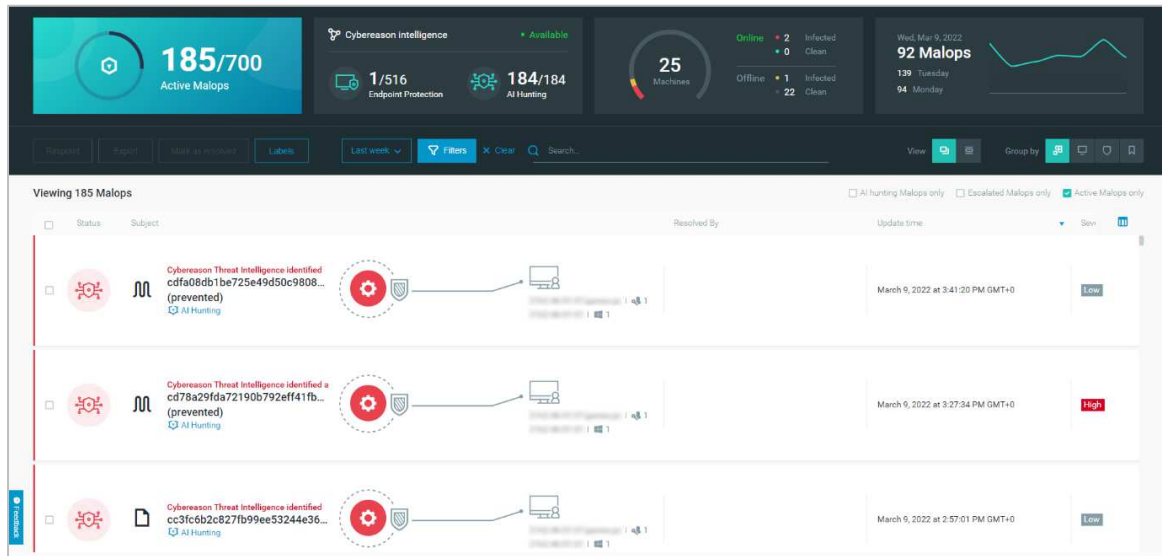 185/700
Active Malops
Cybereason intelligence
Available
1/516
Endpoint Protection
184/184
AI Hunting
25
Machines
Online 2 Infected
0 Clean
Offline 1 Infected
22 Clean
Wed, Mar 9, 2022
92 Malops
139 Tuesday
94 Monday
Respond Export Mark as resolved Labels Last week Filters Clear Search... View Group by
Viewing 185 Malops
AI hunting Malops only Escalated Malops only Active Malops only
Status Subject Resolved By Update time Sev
Cybereason Threat Intelligence identified
cdfa08db1be725e49d50c9808...
(prevented)
AI Hunting
1
1
March 9, 2022 at 3:41:20 PM GMT+0
Low
Cybereason Threat Intelligence identified a
cd78a29fda72190b792eff41fb...
(prevented)
AI Hunting
1
1
March 9, 2022 at 3:27:34 PM GMT+0
High
Cybereason Threat Intelligence identified
cc3fc6b2c827fb99ee53244e36...
AI Hunting
1
1
March 9, 2022 at 2:57:01 PM GMT+0
Low
Feedback